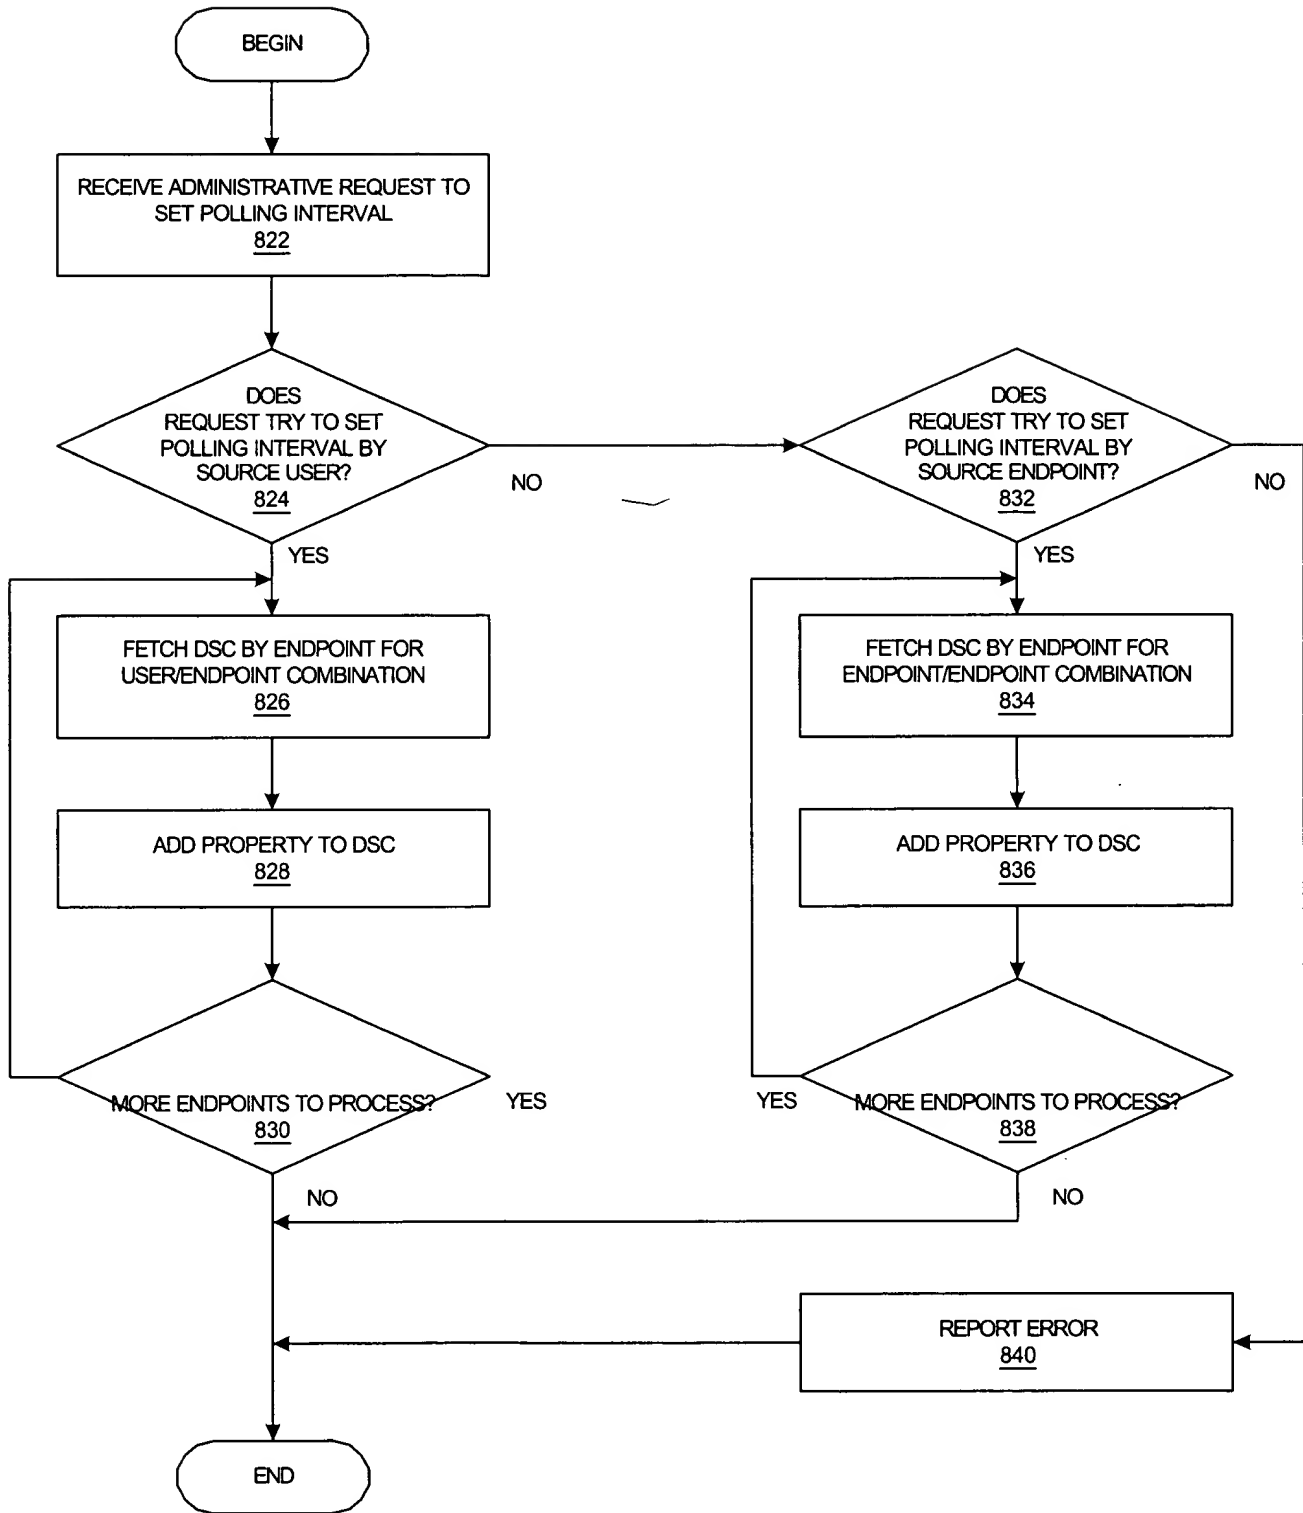 BEGIN
RECEIVE ADMINISTRATIVE REQUEST TO
SET POLLING INTERVAL
822
DOES
REQUEST TRY TO SET
POLLING INTERVAL BY
SOURCE USER?
824
NO
YES
DOES
REQUEST TRY TO SET
POLLING INTERVAL BY
SOURCE ENDPOINT?
832
NO
YES
FETCH DSC BY ENDPOINT FOR
USER/ENDPOINT COMBINATION
826
FETCH DSC BY ENDPOINT FOR
ENDPOINT/ENDPOINT COMBINATION
834
ADD PROPERTY TO DSC
828
ADD PROPERTY TO DSC
836
MORE ENDPOINTS TO PROCESS?
830
YES
NO
YES
MORE ENDPOINTS TO PROCESS?
838
NO
REPORT ERROR
840
END